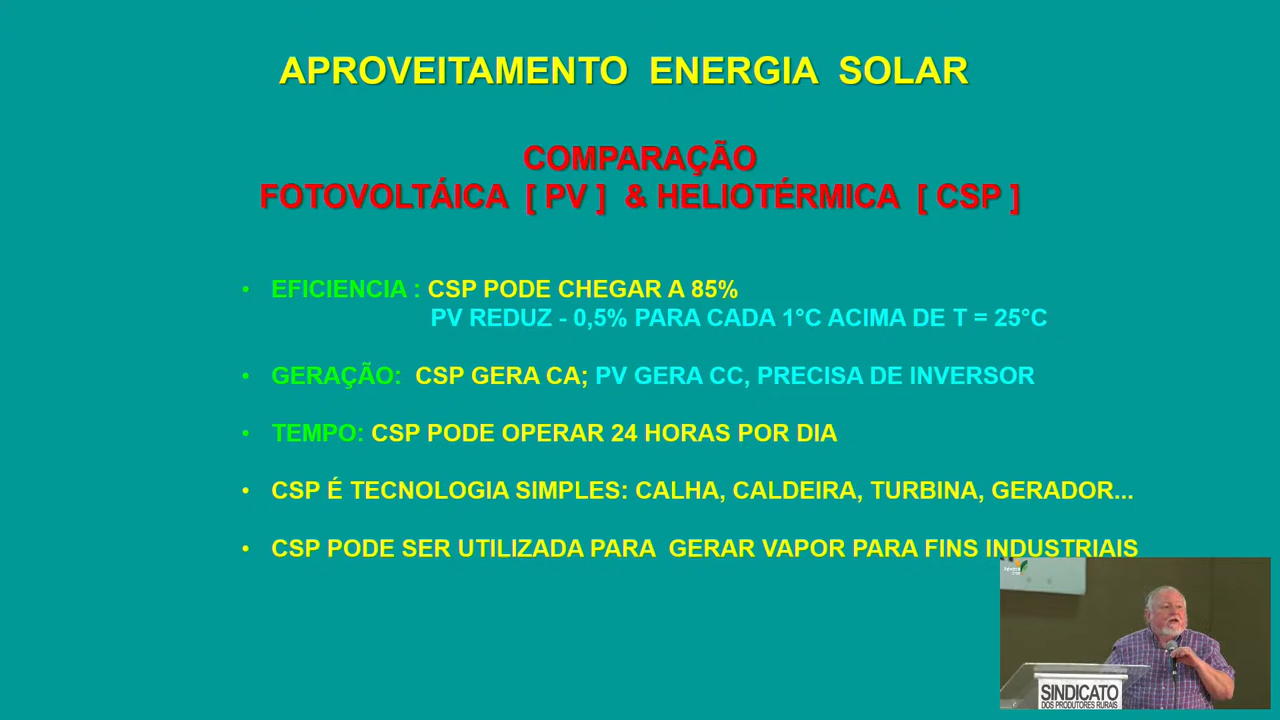 APROVEITAMENTO ENERGIA SOLAR
COMPARAÇÃO
FOTOVOLTÁICA [ PV ] & HELIOTÉRMICA [ CSP ]
• EFICIENCIA : CSP PODE CHEGAR A 85%
PV REDUZ - 0,5% PARA CADA 1°C ACIMA DE T = 25°C
• GERAÇÃO: CSP GERA CA; PV GERA CC, PRECISA DE INVERSOR
• TEMPO: CSP PODE OPERAR 24 HORAS POR DIA
• CSP É TECNOLOGIA SIMPLES: CALHA, CALDEIRA, TURBINA, GERADOR...
• CSP PODE SER UTILIZADA PARA GERAR VAPOR PARA FINS INDUSTRIAIS
SINDICATO
DOS PRODUTORES RURAIS